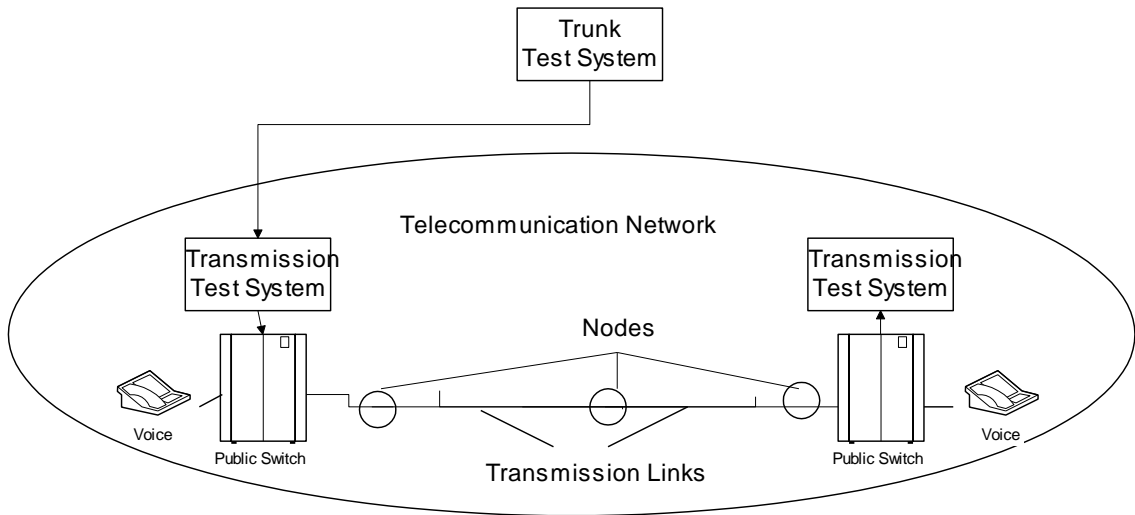 Trunk
Test System
Telecommunication Network
Transmission
Test System
Transmission
Test System
Nodes
Voice
Public Switch
Transmission Links
Public Switch
Voice